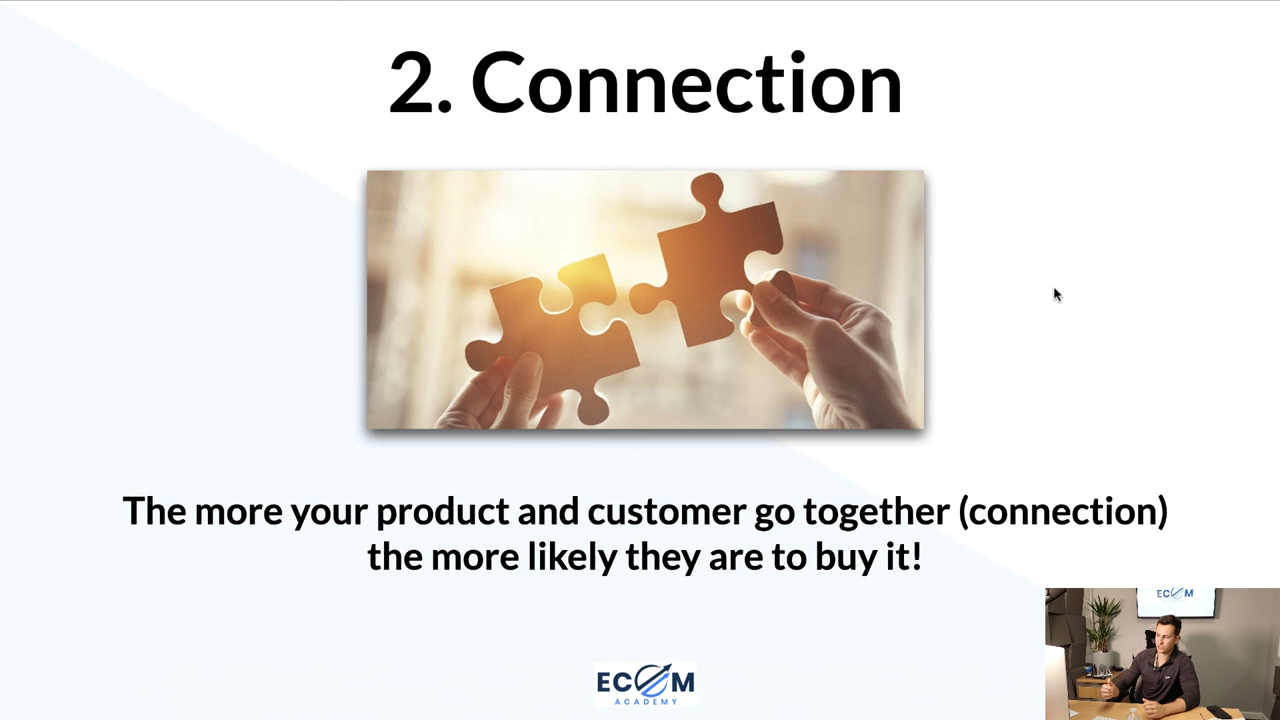 2. Connection
The more your product and customer go together (connection)
the more likely they are to buy it!
ECOM
ECOM
ACADEMY